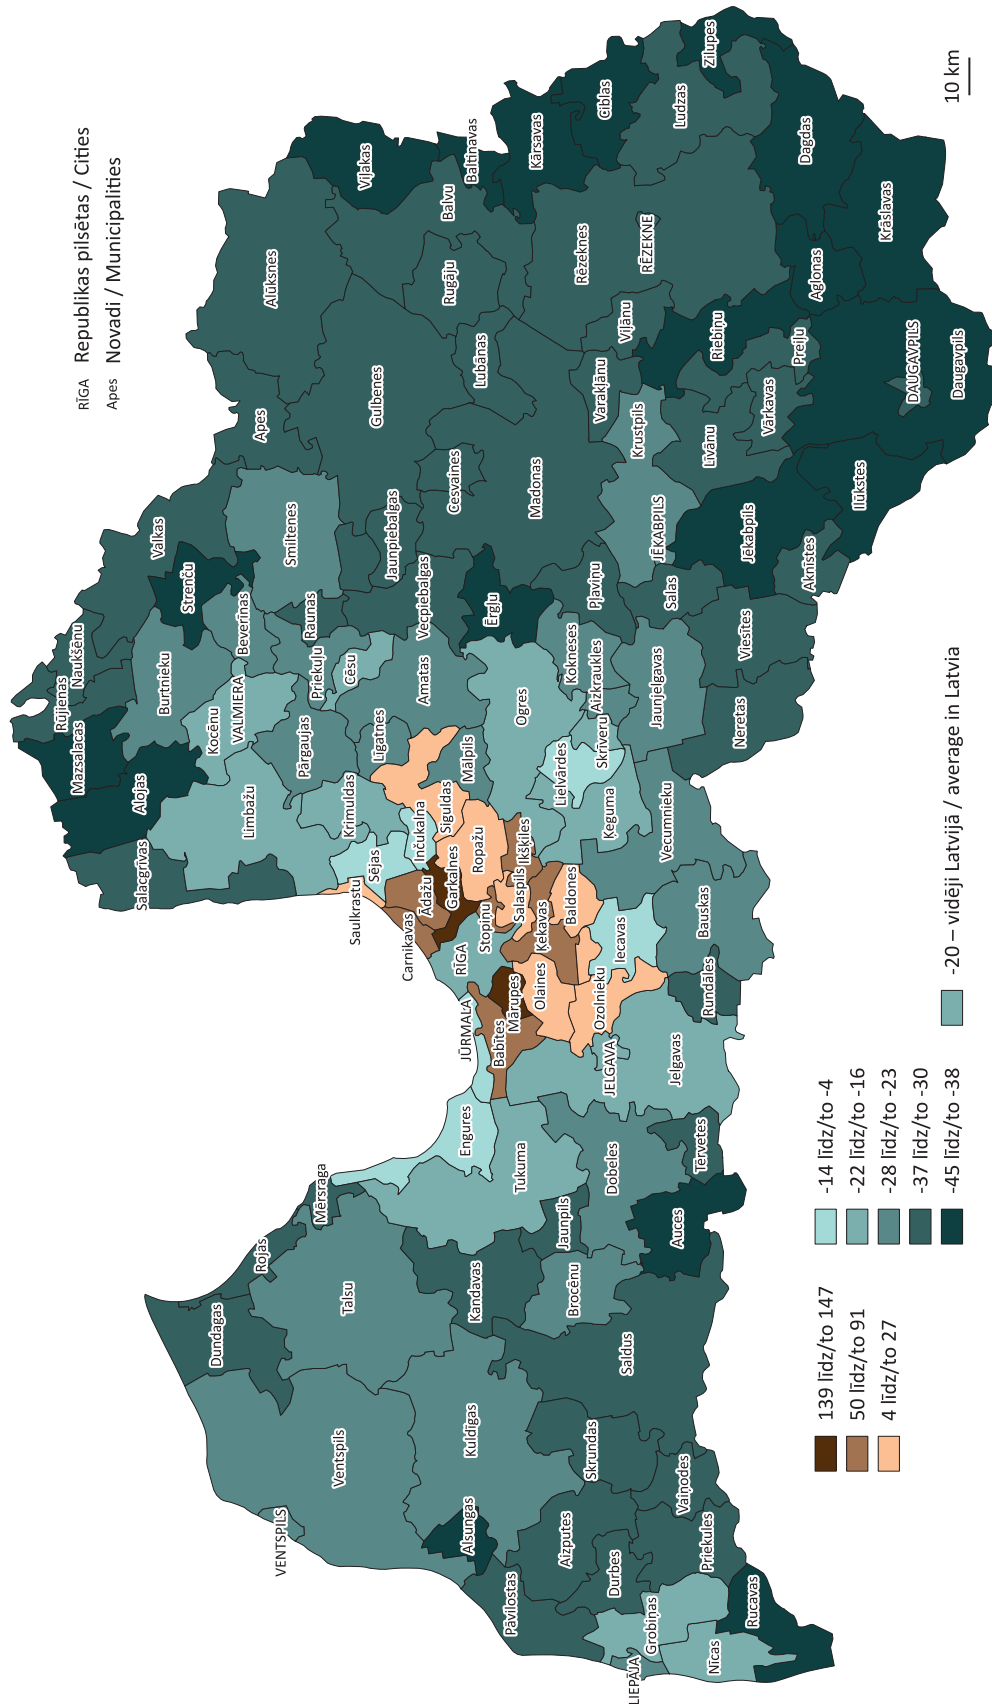 RĪGA Republikas pilsētas / Cities
Apes Novadi / Municipalities
Rūjienas
Naukšēnu
Mazsalacas
Valkas
Strenču
Burtnieku
Alojas
Kocēnu
VALMIERA
Beverīnas
Salacgrīvas
Limbažu
Smiltenes
Apes
Alūksnes
Viļakas
Pārgaujas
Priekuļu
Raunas
Cēsu
Krimuldas
Līgatnes
Saulkrastu
Sējas
Jaunpiebalgas
Gulbenes
Balvu
Baltinavas
Rugāju
Carnikavas
Ādažu
Inčukalna
Siguldas
Amatas
Vecpiebalgas
Cesvaines
Lubānas
Garkalnes
Ropažu
Mālpils
Ērgļu
Madonas
Kārsavas
Ciblas
RĪGA
Stopiņu
Salaspils
Ikšķiles
Ogres
Rēzeknes
RĒZEKNE
Ludzas
Zilupes
JŪRMALA
Babītes
Mārupes
Olaines
Ķekavas
Baldones
Lielvārdes
Skrīveru
Kokneses
Aizkraukles
Pļaviņu
Varakļānu
Viļānu
Krustpils
JĒKABPILS
Ķeguma
Jaunjelgavas
Salas
Līvānu
Riebiņu
Preiļu
Vārkavas
Aglonas
Dagdas
Krāslavas
Ozolnieku
Iecavas
Vecumnieku
Neretas
Viesītes
Jēkabpils
Aknīstes
Ilūkstes
DAUGAVPILS
Daugavpils
JELGAVA
Jelgavas
Rundāles
Bauskas
Mērsraga
Rojas
Dundagas
Talsu
Engures
Tukuma
Kandavas
Jaunpils
Dobeles
Tērvetes
Auces
Brocēnu
Saldus
VENTSPILS
Ventspils
Kuldīgas
Alsungas
Skrundas
Pāvilostas
Aizputes
Durbes
Vaiņodes
Priekules
Grobiņas
LIEPĀJA
Nīcas
Rucavas
139 līdz/to 147
50 līdz/to 91
4 līdz/to 27
-14 līdz/to -4
-22 līdz/to -16
-28 līdz/to -23
-37 līdz/to -30
-45 līdz/to -38
-20 – vidēji Latvijā / average in Latvia
10 km